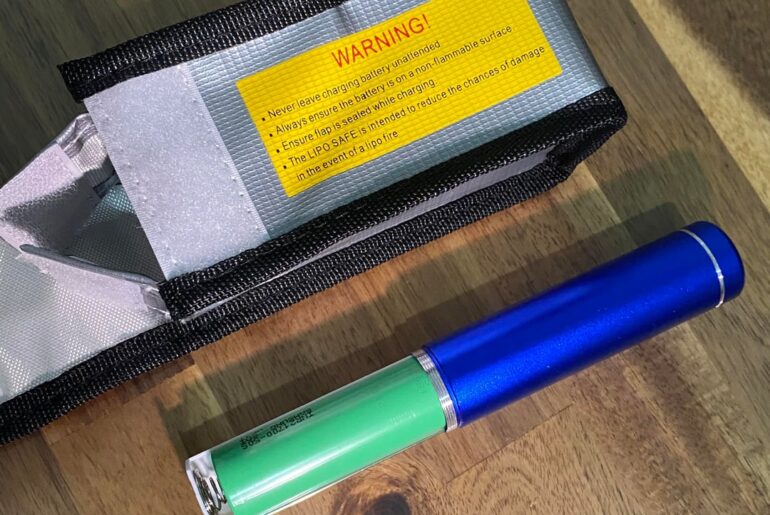 WARNING!
• Never leave charging battery unattended
• Always ensure the battery is on a non-flammable surface
• Ensure flap is sealed while charging
• The LIPO SAFE is intended to reduce the chances of damage
in the event of a lipo fire